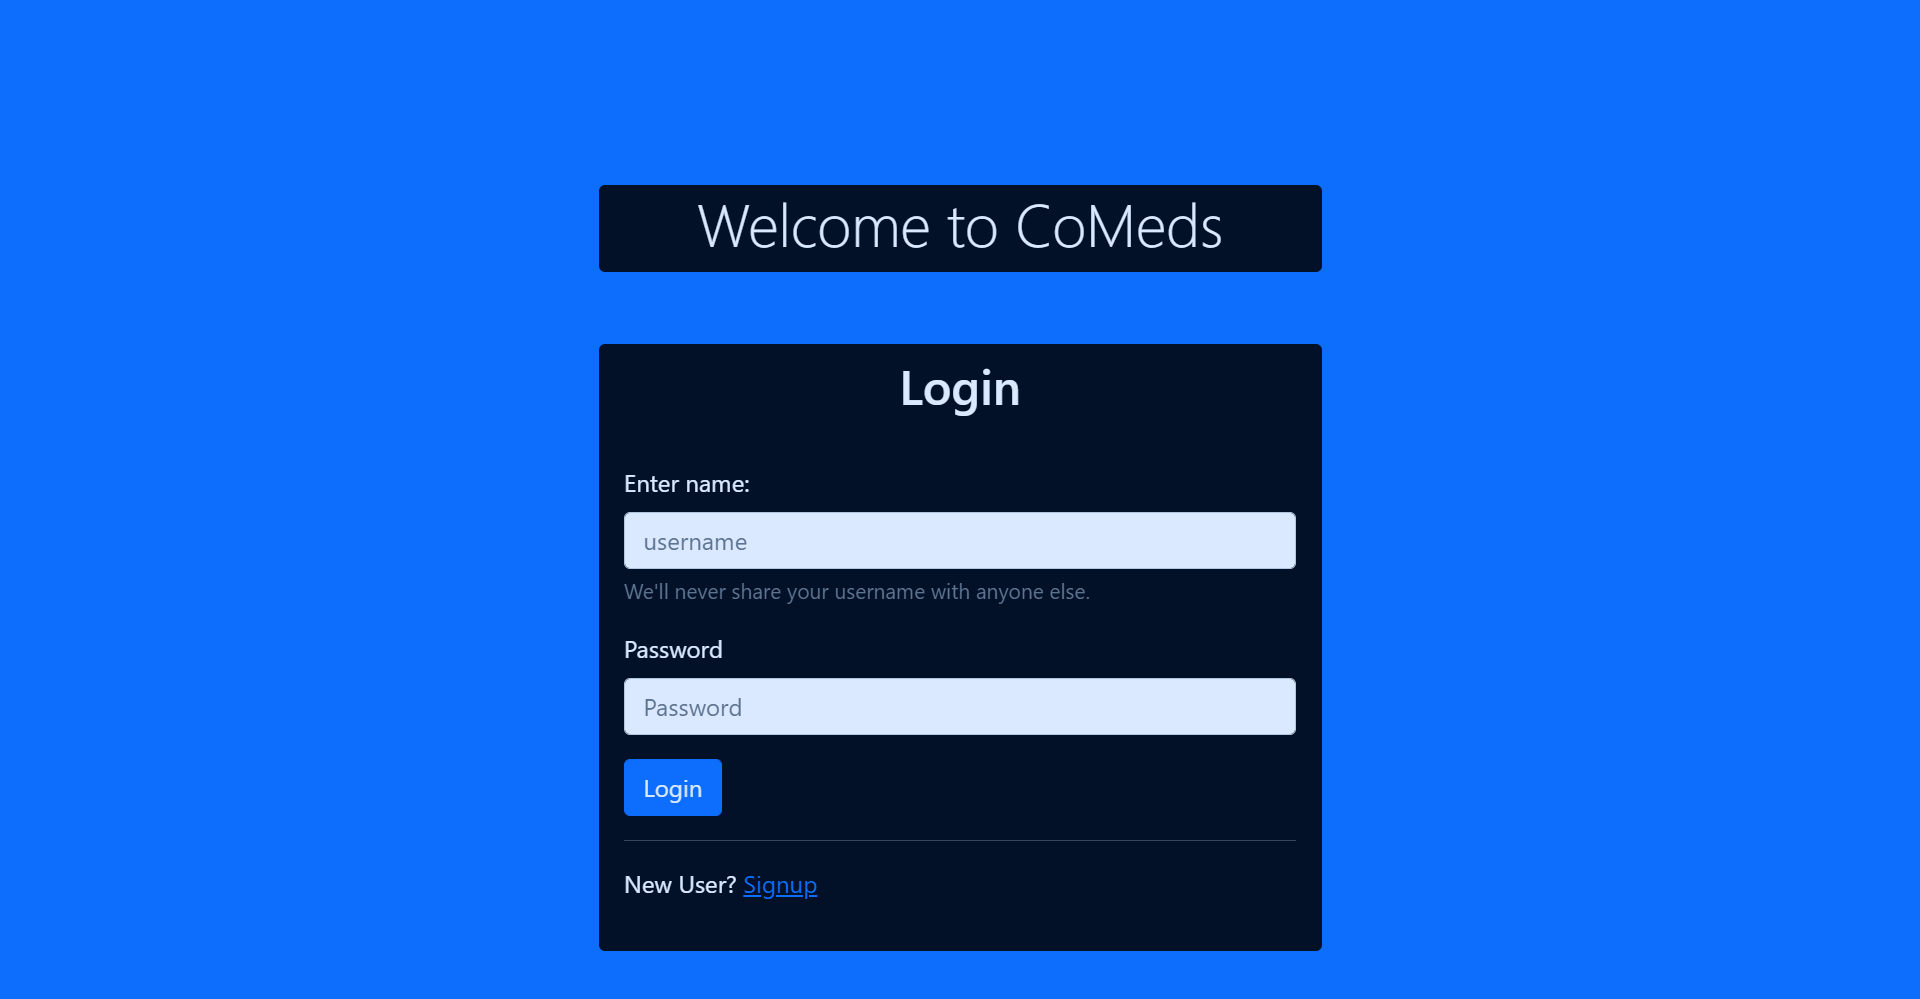 Welcome to CoMeds
Login
Enter name:
username
We'll never share your username with anyone else.
Password
Password
Login
New User? Signup